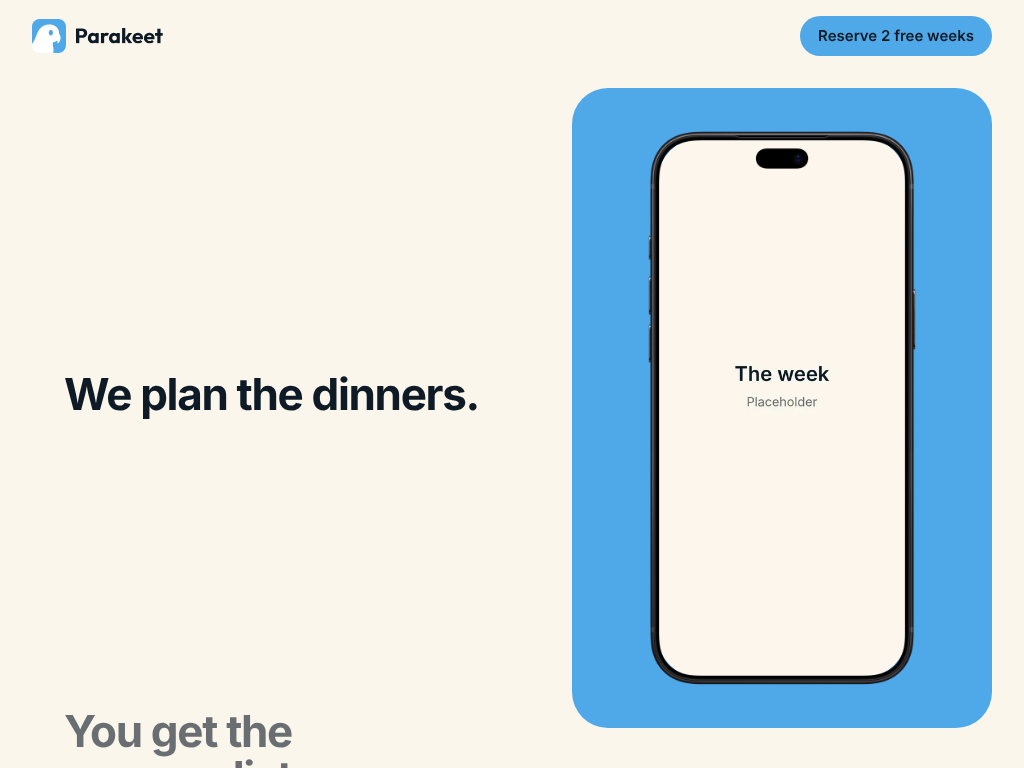 Parakeet
Reserve 2 free weeks
We plan the dinners.
The week
Placeholder
You get the